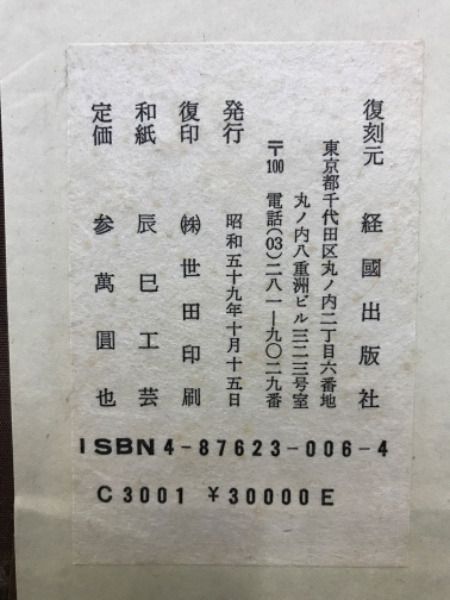 復刻元 経國出版社
東京都千代田区丸ノ内二丁目六番地
丸ノ内八重洲ビル三二三号室
〒100 電話(03)二八一―九〇二九番
発行 昭和五十九年十月十五日
復印 ㈱世田印刷
和紙 辰巳工芸
定価 参萬圓也
ISBN4-87623-006-4
C3001 ¥30000E